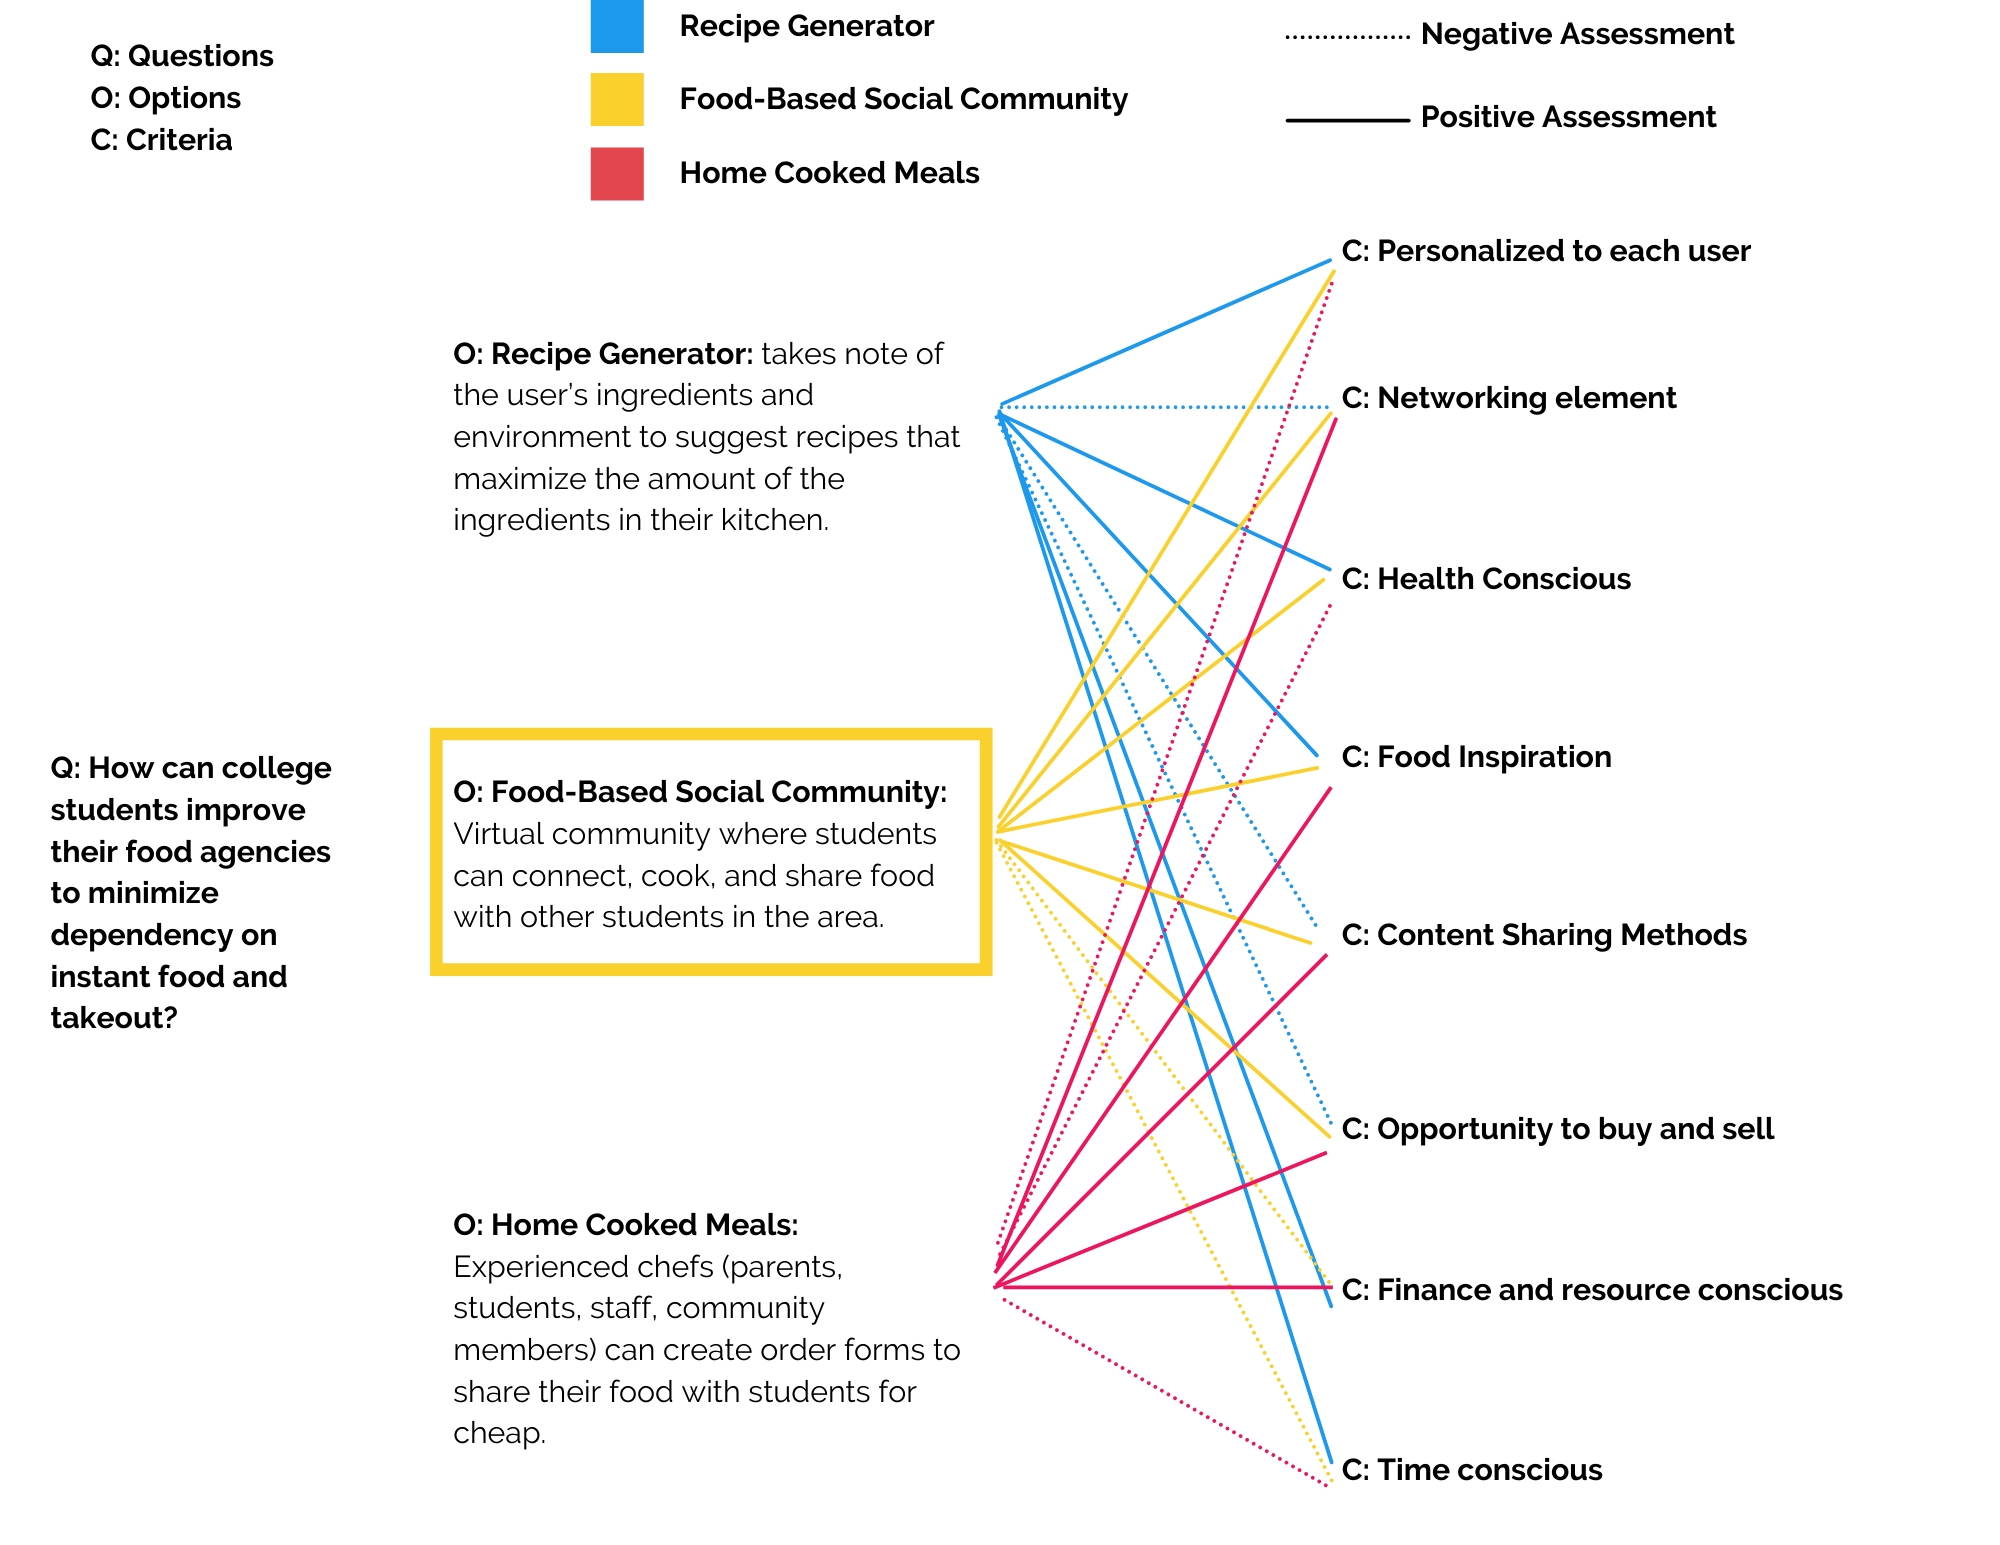 Q: Questions
O: Options
C: Criteria
Recipe Generator
Food-Based Social Community
Home Cooked Meals
Negative Assessment
Positive Assessment
Q: How can college
students improve
their food agencies
to minimize
dependency on
instant food and
takeout?
O: Recipe Generator: takes note of
the user’s ingredients and
environment to suggest recipes that
maximize the amount of the
ingredients in their kitchen.
O: Food-Based Social Community:
Virtual community where students
can connect, cook, and share food
with other students in the area.
O: Home Cooked Meals:
Experienced chefs (parents,
students, staff, community
members) can create order forms to
share their food with students for
cheap.
C: Personalized to each user
C: Networking element
C: Health Conscious
C: Food Inspiration
C: Content Sharing Methods
C: Opportunity to buy and sell
C: Finance and resource conscious
C: Time conscious